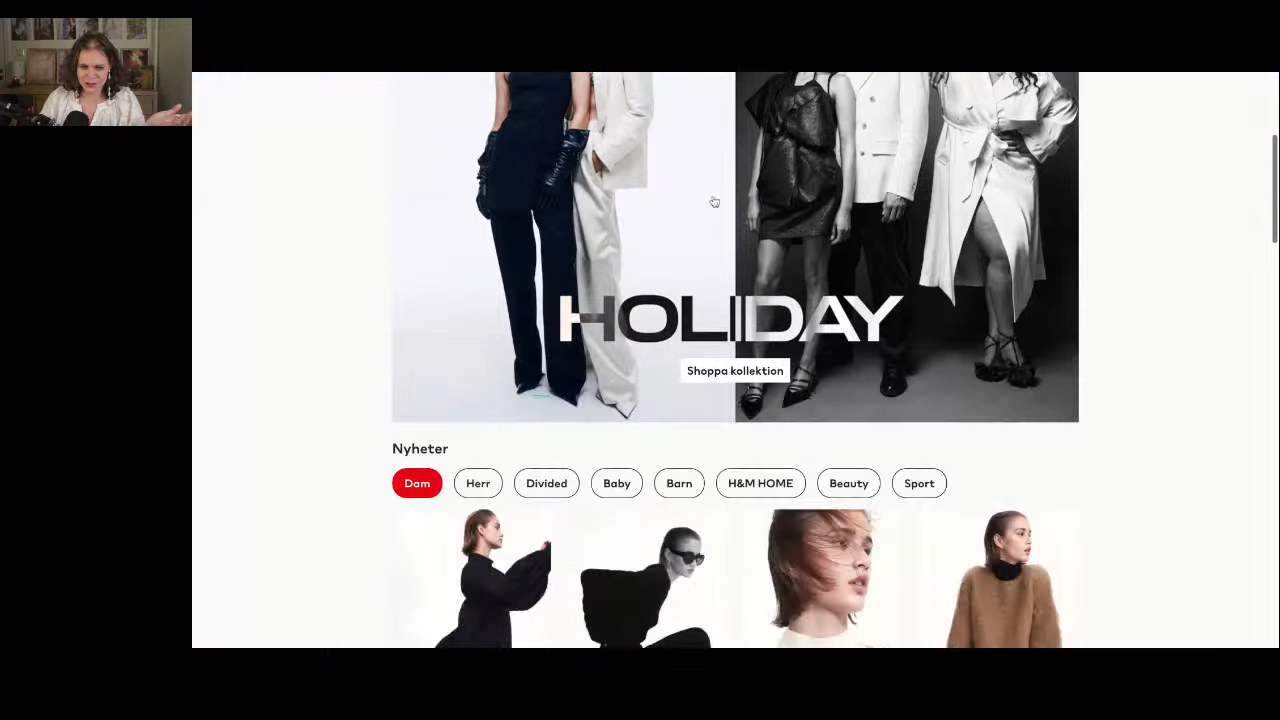 HOLIDAY
Shoppa kollektion
Nyheter
Dam Herr Divided Baby Barn H&M HOME Beauty Sport